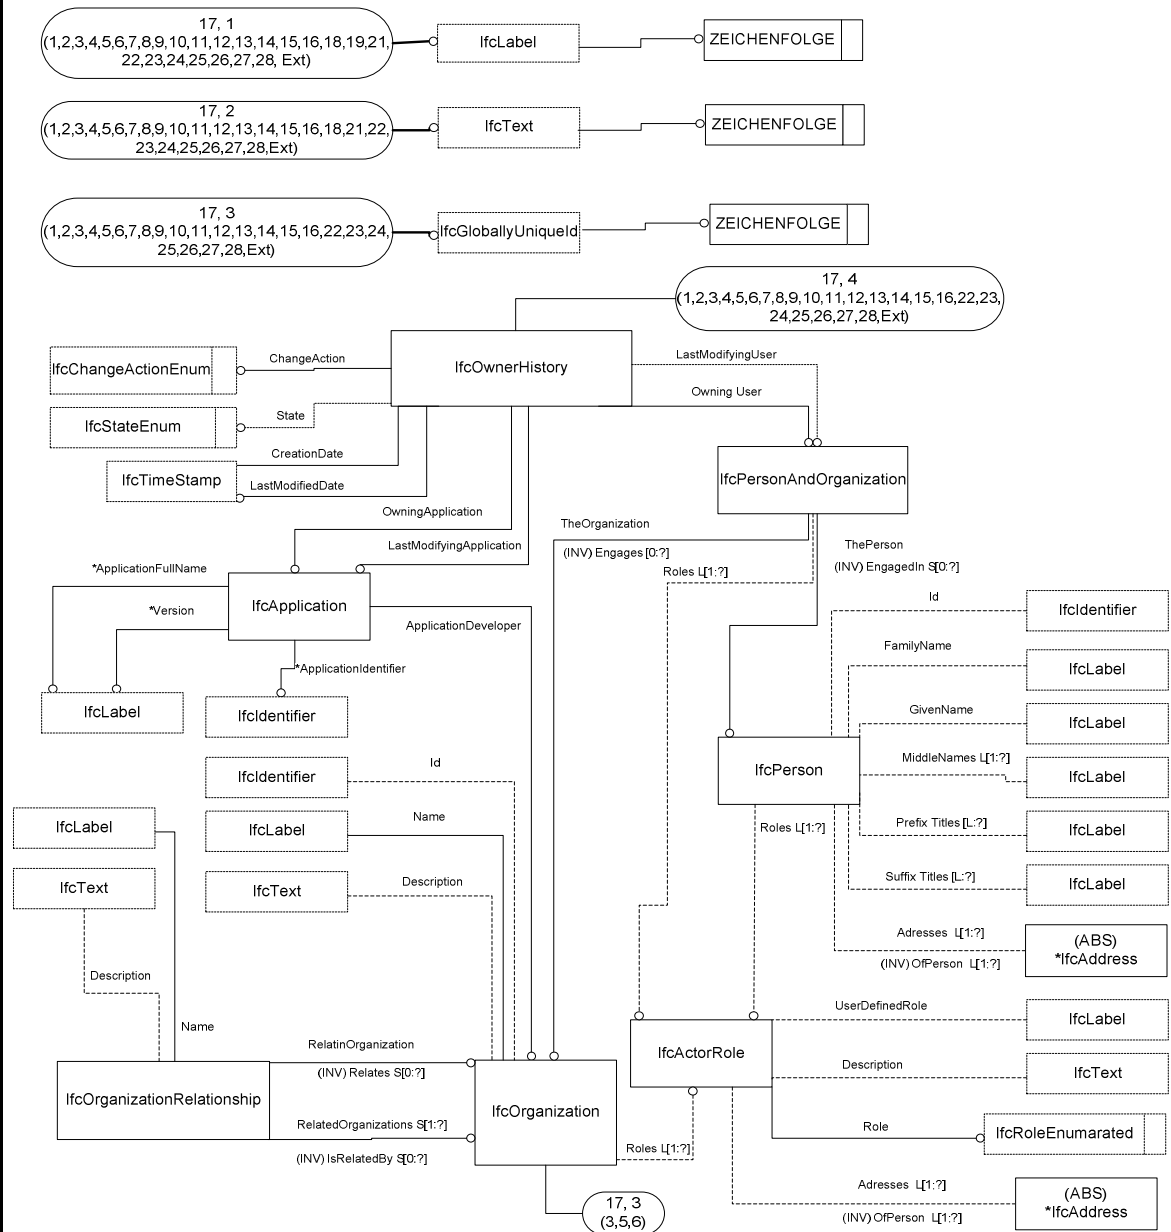 17, 1
(1,2,3,4,5,6,7,8,9,10,11,12,13,14,15,16,18,19,21,
22,23,24,25,26,27,28, Ext)
IfcLabel
ZEICHENFOLGE
17, 2
(1,2,3,4,5,6,7,8,9,10,11,12,13,14,15,16,18,21,22,
23,24,25,26,27,28,Ext)
IfcText
ZEICHENFOLGE
17, 3
(1,2,3,4,5,6,7,8,9,10,11,12,13,14,15,16,22,23,24,
25,26,27,28,Ext)
IfcGloballyUniqueId
ZEICHENFOLGE
17, 4
(1,2,3,4,5,6,7,8,9,10,11,12,13,14,15,16,22,23,
24,25,26,27,28,Ext)
IfcOwnerHistory
LastModifyingUser
Owning User
ChangeAction
IfcChangeActionEnum
State
IfcStateEnum
CreationDate
IfcTimeStamp
LastModifiedDate
IfcPersonAndOrganization
OwningApplication
LastModifyingApplication
TheOrganization
(INV) Engages [0:?]
Roles L[1:?]
ThePerson
(INV) EngagedIn S[0:?]
*ApplicationFullName
*Version
IfcApplication
ApplicationDeveloper
*ApplicationIdentifier
IfcLabel
IfcIdentifier
Id
IfcIdentifier
FamilyName
IfcLabel
GivenName
IfcLabel
IfcPerson
MiddleNames L[1:?]
IfcLabel
Prefix Titles [L:?]
IfcLabel
Suffix Titles [L:?]
IfcLabel
Roles L[1:?]
Adresses L[1:?]
(INV) OfPerson L[1:?]
(ABS)
*IfcAddress
IfcIdentifier
Id
IfcLabel
Name
IfcText
Description
IfcLabel
IfcText
Description
Name
IfcOrganizationRelationship
RelatinOrganization
(INV) Relates S[0:?]
RelatedOrganizations S[1:?]
(INV) IsRelatedBy S[0:?]
IfcOrganization
Roles L[1:?]
17, 3
(3,5,6)
IfcActorRole
UserDefinedRole
IfcLabel
Description
IfcText
Role
IfcRoleEnumarated
Adresses L[1:?]
(INV) OfPerson L[1:?]
(ABS)
*IfcAddress